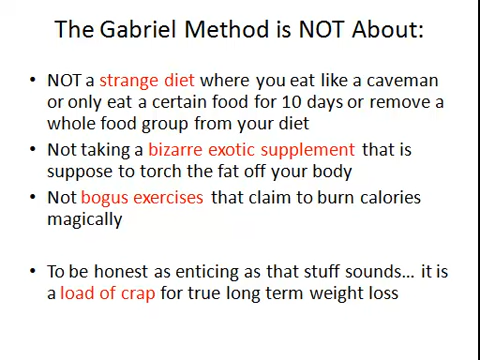 The Gabriel Method is NOT About:
• NOT a strange diet where you eat like a caveman
or only eat a certain food for 10 days or remove a
whole food group from your diet
• Not taking a bizarre exotic supplement that is
suppose to torch the fat off your body
• Not bogus exercises that claim to burn calories
magically
• To be honest as enticing as that stuff sounds... it is
a load of crap for true long term weight loss